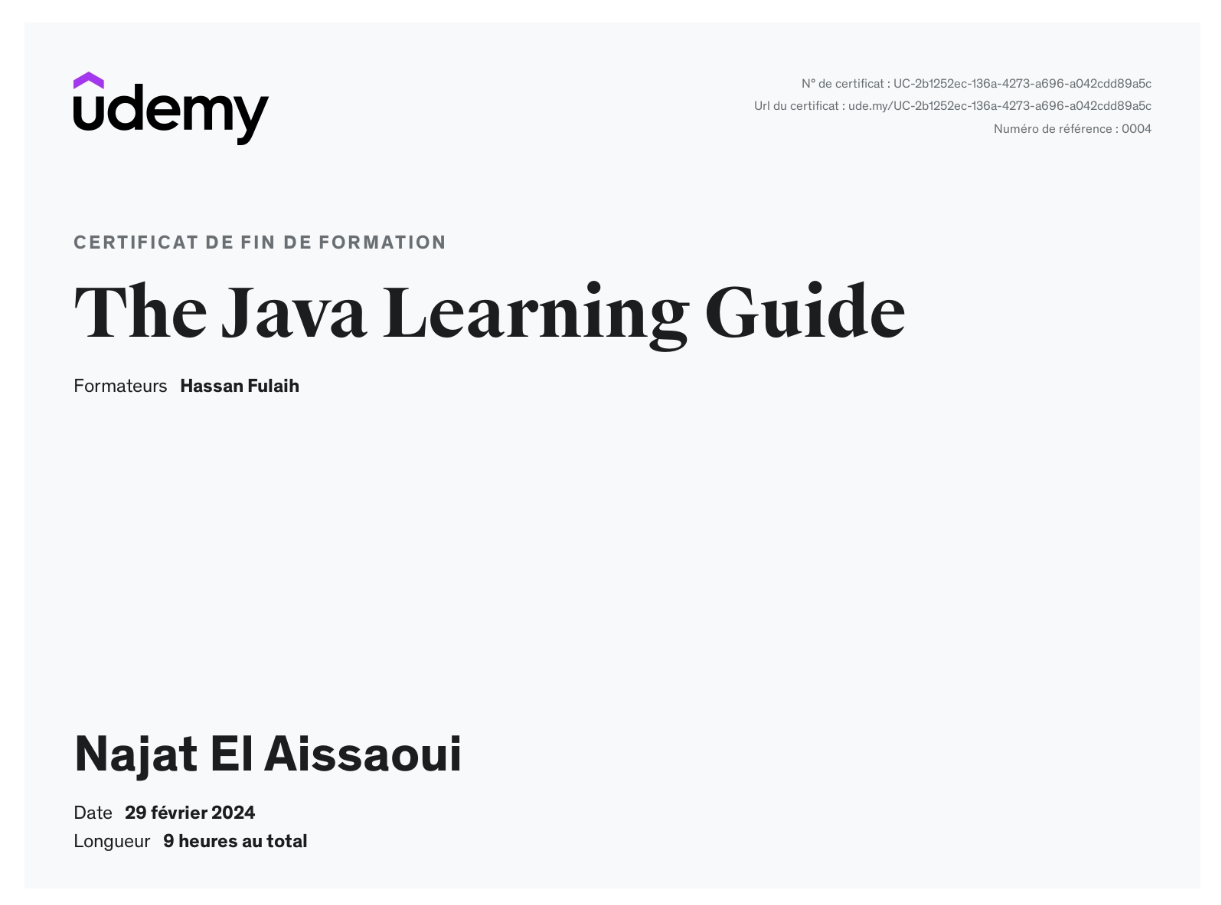 udemy
N° de certificat : UC-2b1252ec-136a-4273-a696-a042cdd89a5c
Url du certificat : ude.my/UC-2b1252ec-136a-4273-a696-a042cdd89a5c
Numéro de référence : 0004
CERTIFICAT DE FIN DE FORMATION
The Java Learning Guide
Formateurs Hassan Fulaih
Najat El Aissaoui
Date 29 février 2024
Longueur 9 heures au total